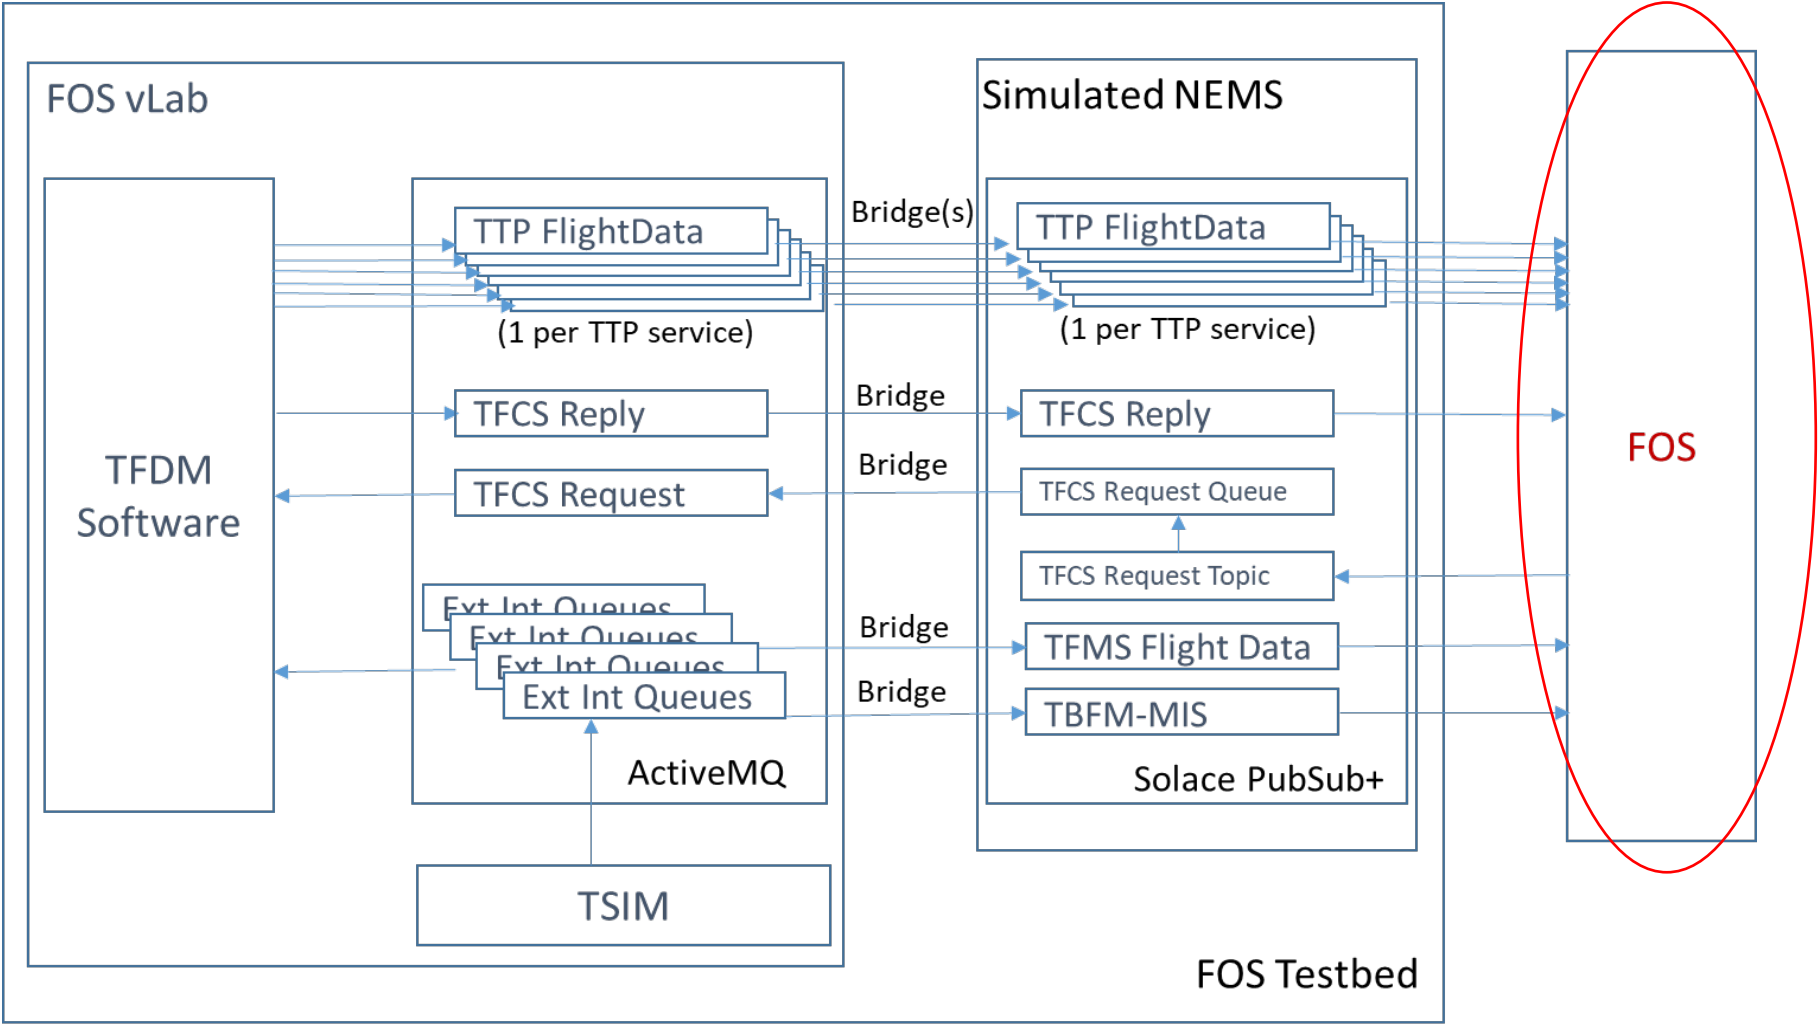 FOS vLab
Simulated NEMS
TTP FlightData
Bridge(s)
TTP FlightData
(1 per TTP service)
(1 per TTP service)
TFCS Reply
Bridge
TFCS Reply
FOS
TFDM
Software
TFCS Request
Bridge
TFCS Request Queue
TFCS Request Topic
Ext Int Queues
Ext Int Queues
Ext Int Queues
Ext Int Queues
Bridge
TFMS Flight Data
Bridge
TBFM-MIS
ActiveMQ
Solace PubSub+
TSIM
FOS Testbed